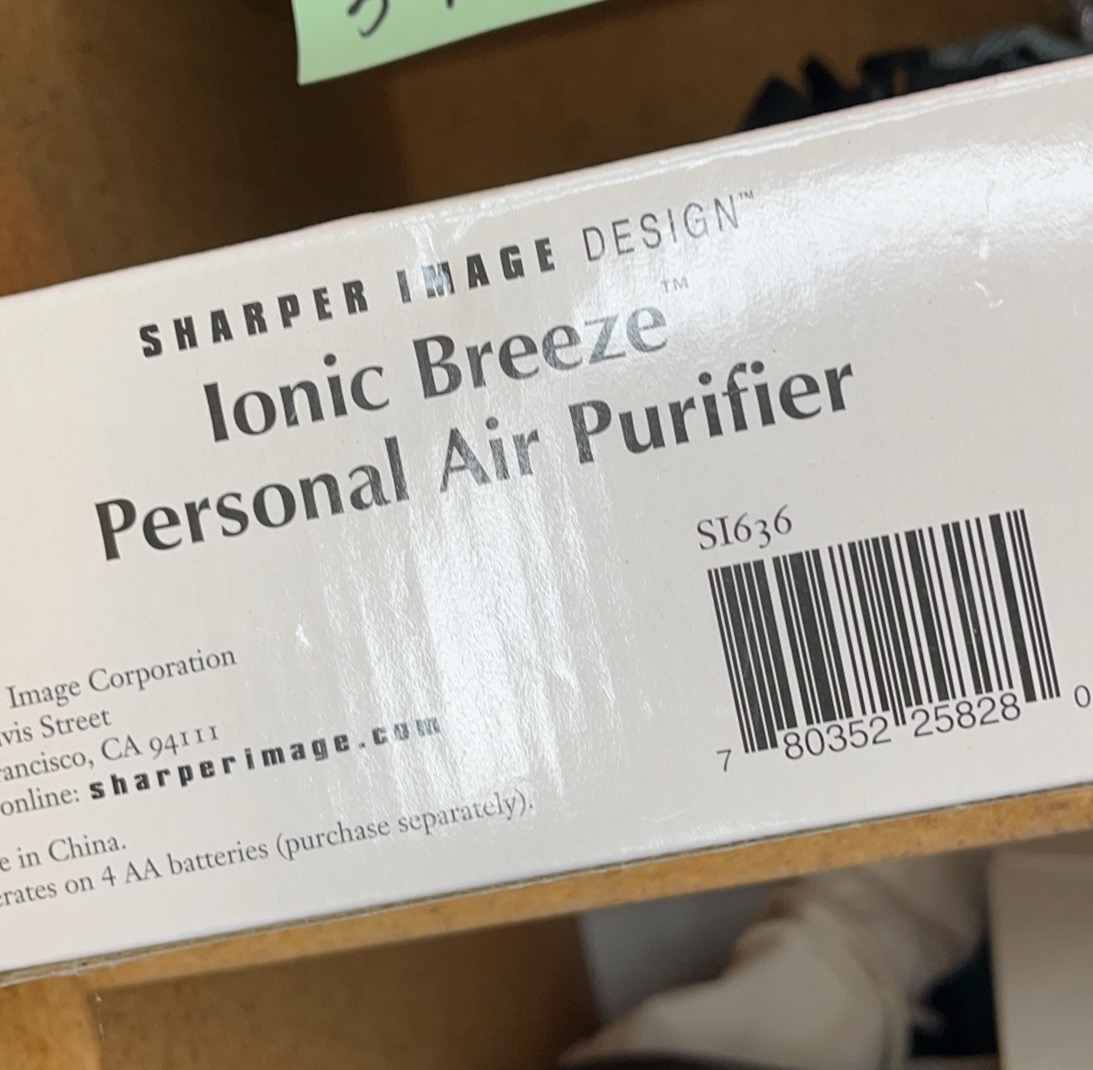 SHARPER IMAGE DESIGN™
Ionic Breeze™
Personal Air Purifier
SI636
7 80352 25828 0
Image Corporation
vis Street
ancisco, CA 94111
online: sharperimage.com
e in China.
rates on 4 AA batteries (purchase separately).